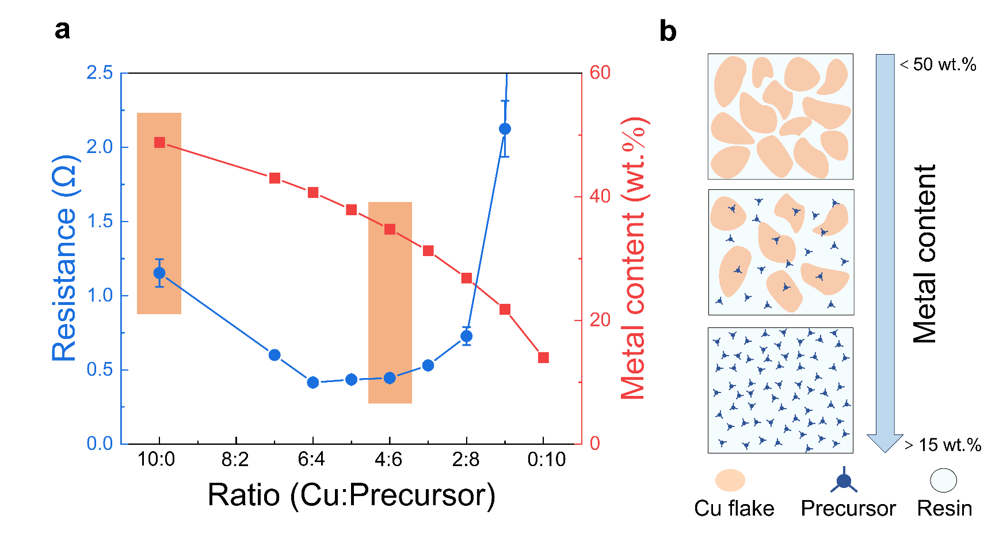 a
2.5
2.0
1.5
1.0
0.5
0.0
Resistance (Ω)
60
40
20
0
Metal content (wt.%)
10:0 8:2 6:4 4:6 2:8 0:10
Ratio (Cu:Precursor)
b
< 50 wt.%
Metal content
> 15 wt.%
Cu flake Precursor Resin